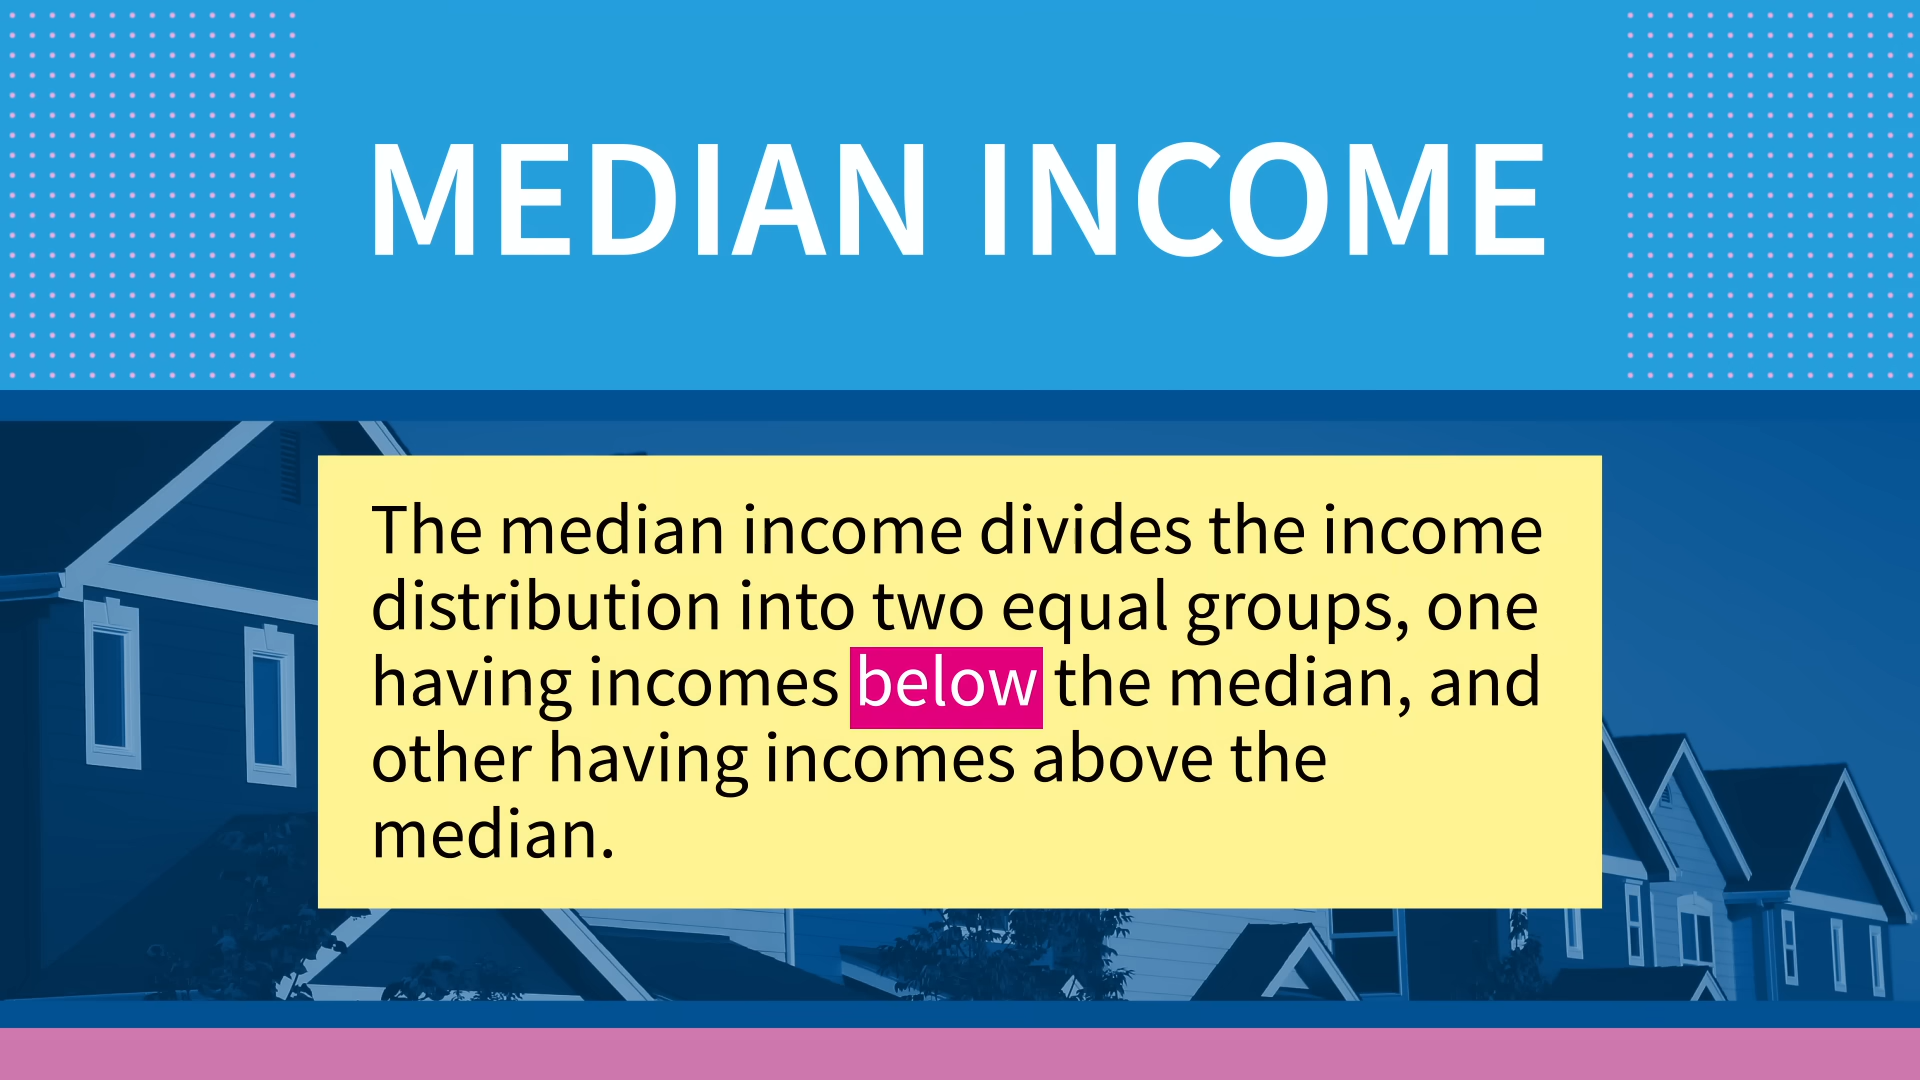 MEDIAN INCOME
The median income divides the income
distribution into two equal groups, one
having incomes below the median, and
other having incomes above the
median.